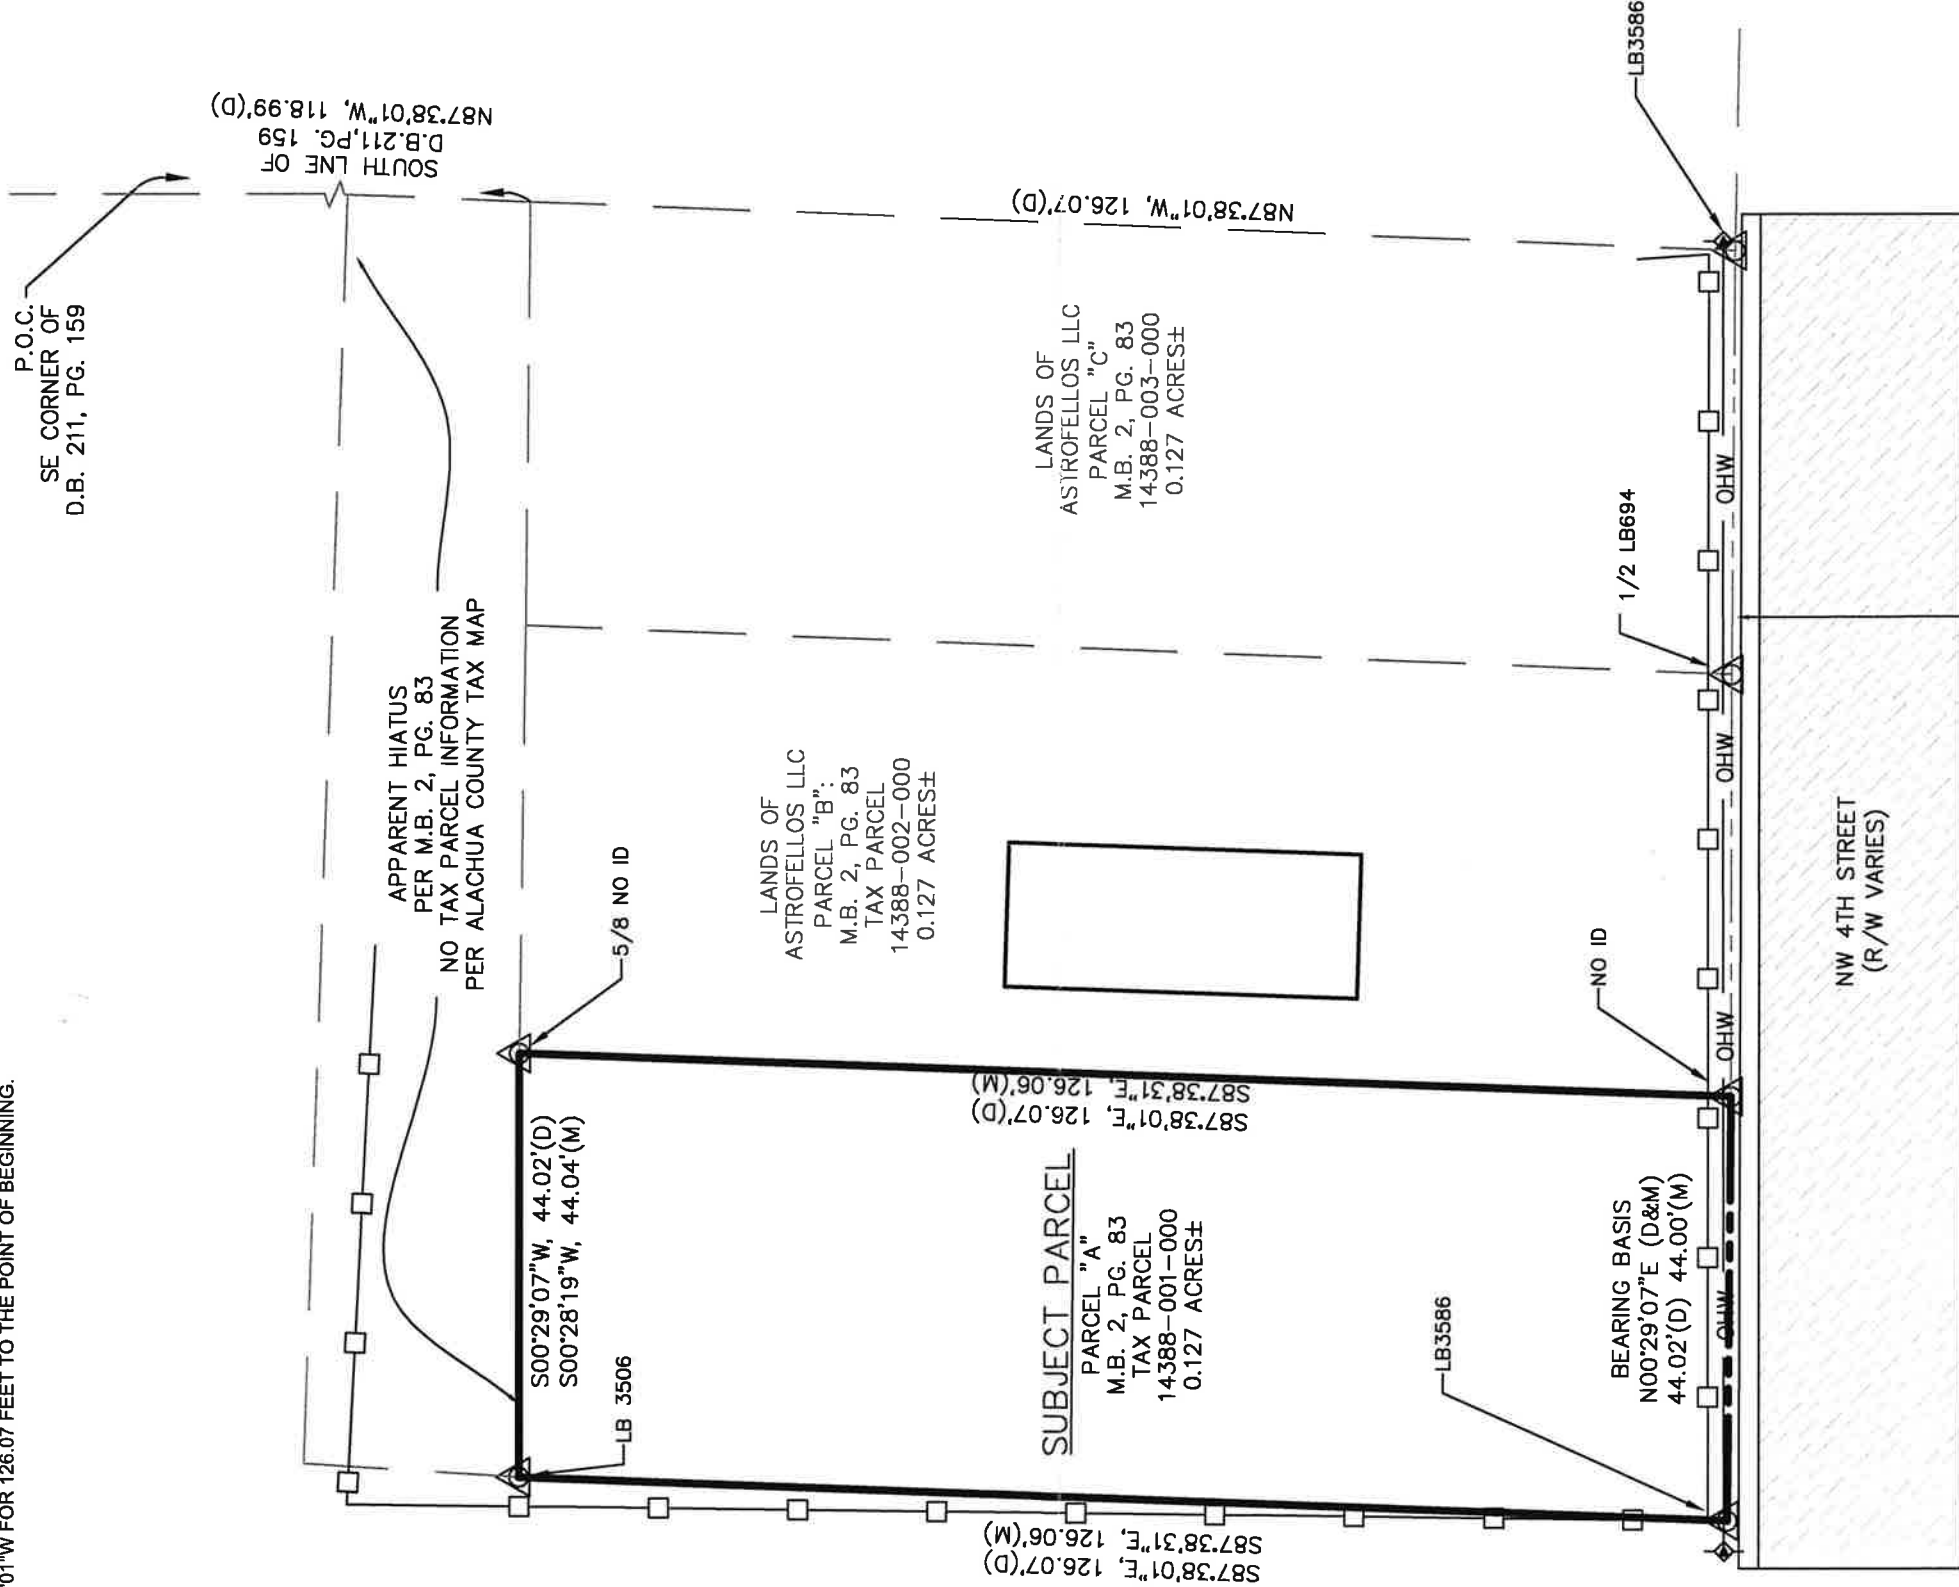 01"W FOR 126.07 FEET TO THE POINT OF BEGINNING.
P.O.C.
SE CORNER OF
D.B. 211, PG. 159
SOUTH LNE OF
D.B.211,PG. 159
N87°38'01"W, 118.99'(D)
APPARENT HIATUS
PER M.B. 2, PG. 83
NO TAX PARCEL INFORMATION
PER ALACHUA COUNTY TAX MAP
N87°38'01"W, 126.07'(D)
LANDS OF
ASTROFELLOS LLC
PARCEL "C"
M.B. 2, PG. 83
14388-003-000
0.127 ACRES±
LANDS OF
ASTROFELLOS LLC
PARCEL "B":
M.B. 2, PG. 83
TAX PARCEL
14388-002-000
0.127 ACRES±
5/8 NO ID
S00°29'07"W, 44.02'(D)
S00°28'19"W, 44.04'(M)
LB 3506
S87°38'01"E, 126.07'(D)
S87°38'31"E, 126.06'(M)
SUBJECT PARCEL
PARCEL "A"
M.B. 2, PG. 83
TAX PARCEL
14388-001-000
0.127 ACRES±
S87°38'01"E, 126.07'(D)
S87°38'31"E, 126.06'(M)
LB3586
BEARING BASIS
N00°29'07"E (D&M)
44.02'(D) 44.00'(M)
NO ID
1/2 LB694
LB3586
OHW
OHW
OHW
OHW
NW 4TH STREET
(R/W VARIES)